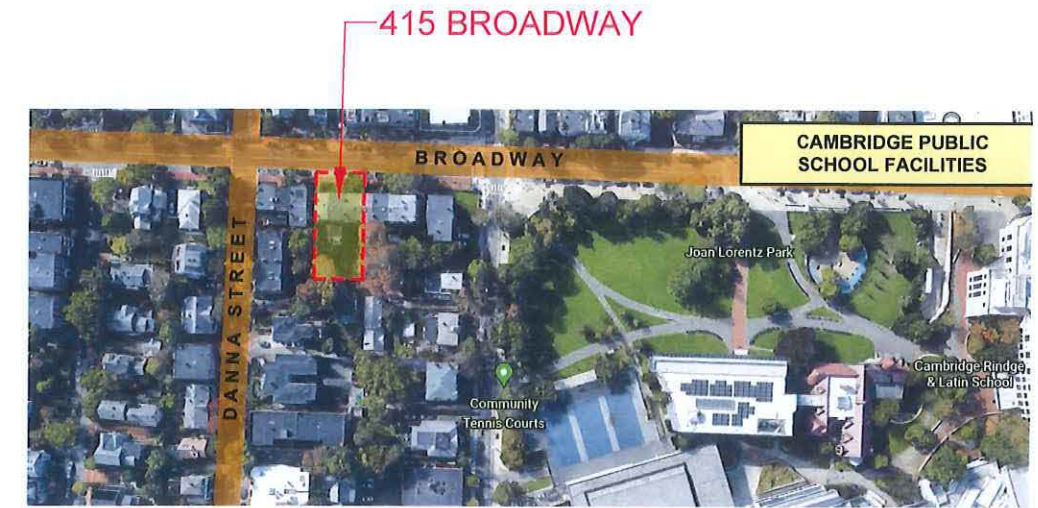 415 BROADWAY
BROADWAY
CAMBRIDGE PUBLIC
SCHOOL FACILITIES
DANNA STREET
Joan Lorentz Park
Cambridge Rindge
& Latin School
Community
Tennis Courts